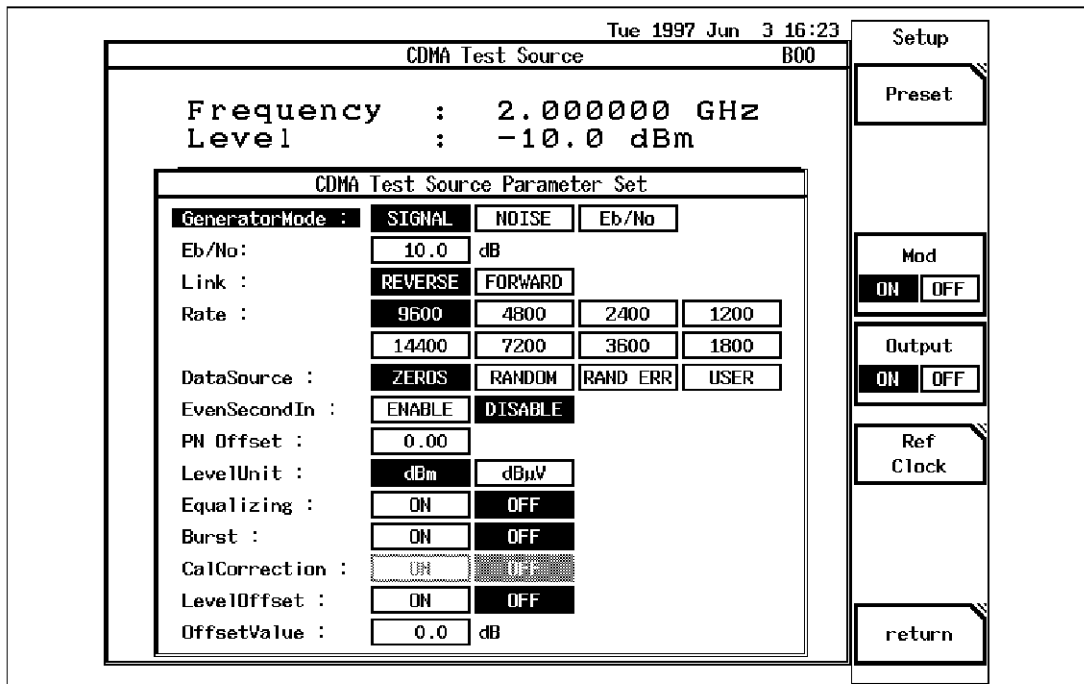 Tue 1997 Jun 3 16:23
CDMA Test Source B00
Frequency : 2.000000 GHz
Level : -10.0 dBm
CDMA Test Source Parameter Set
GeneratorMode : SIGNAL NOISE Eb/No
Eb/No: 10.0 dB
Link : REVERSE FORWARD
Rate : 9600 4800 2400 1200
14400 7200 3600 1800
DataSource : ZEROS RANDOM RAND ERR USER
EvenSecondIn : ENABLE DISABLE
PN Offset : 0.00
LevelUnit : dBm dBμV
Equalizing : ON OFF
Burst : ON OFF
CalCorrection : ON OFF
LevelOffset : ON OFF
OffsetValue : 0.0 dB
Setup
Preset
Mod
ON OFF
Output
ON OFF
Ref
Clock
return